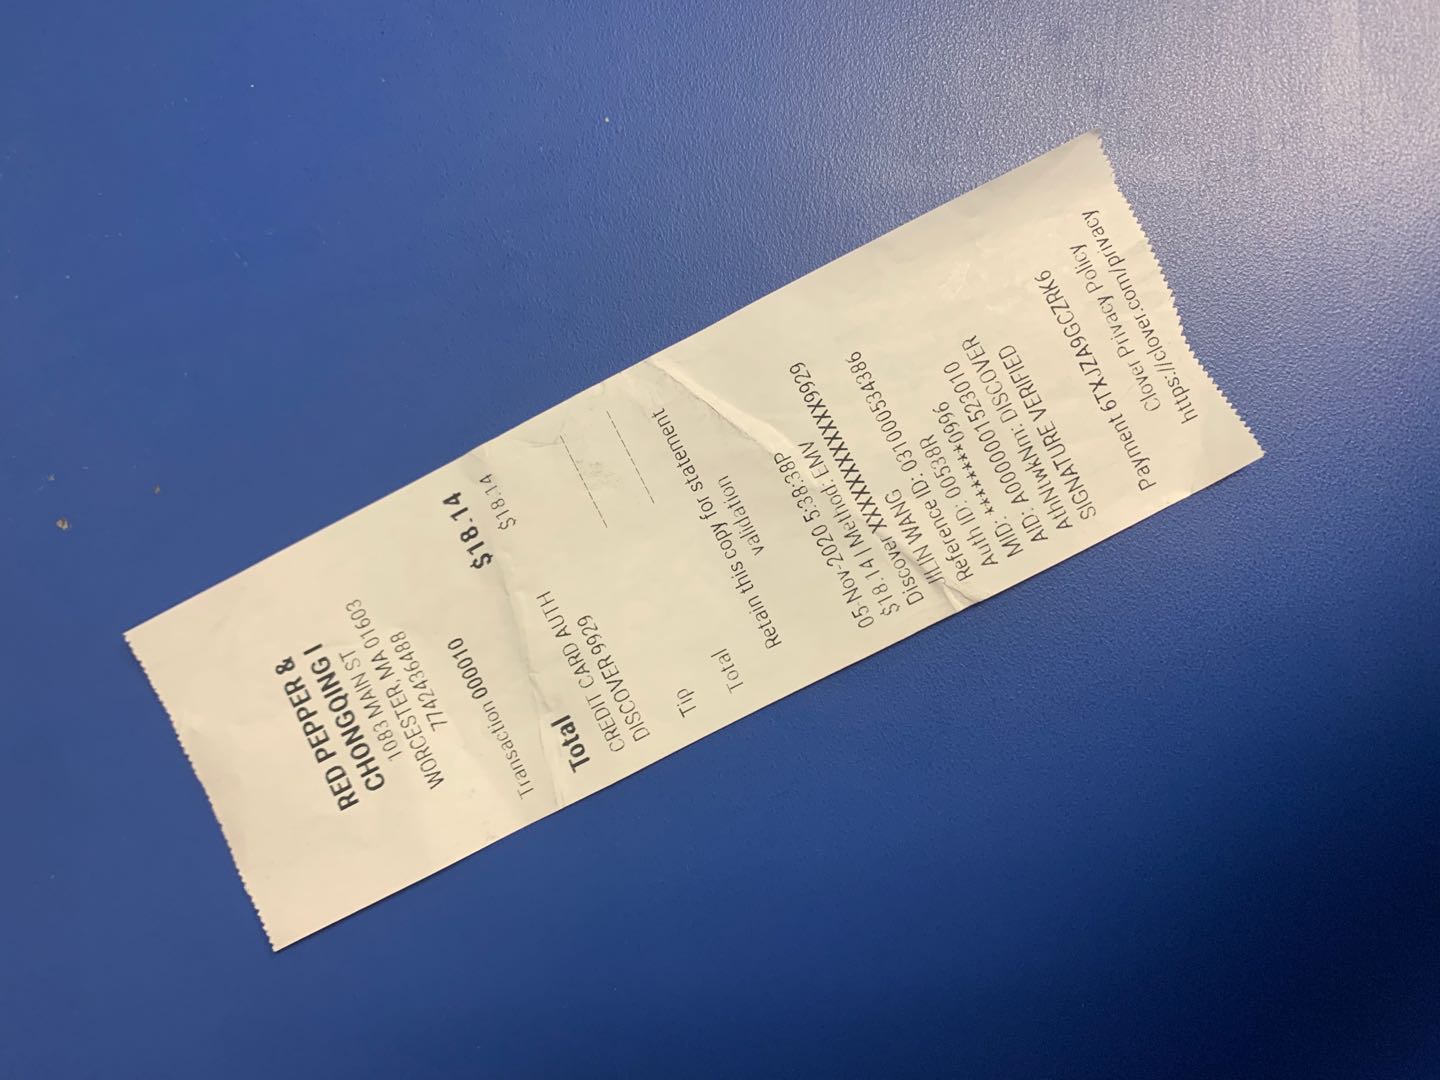 RED PEPPER &
CHONGQING I
1083 MAIN ST
WORCESTER, MA 01603
7742436488
Transaction 000010
Total $18.14
CREDIT CARD AUTH $18.14
DISCOVER 9929
Tip
Total
Retain this copy for statement
validation
05-Nov-2020 5:38:38P
$18.14 | Method: EMV
Discover XXXXXXXXXXXX9929
JILIN WANG
Reference ID: 031000534386
Auth ID: 00538R
MID: ********0996
AID: A0000001523010
AthNtwkNm: DISCOVER
SIGNATURE VERIFIED
Payment 6TXJZA9GCZRK6
Clover Privacy Policy
https://clover.com/privacy